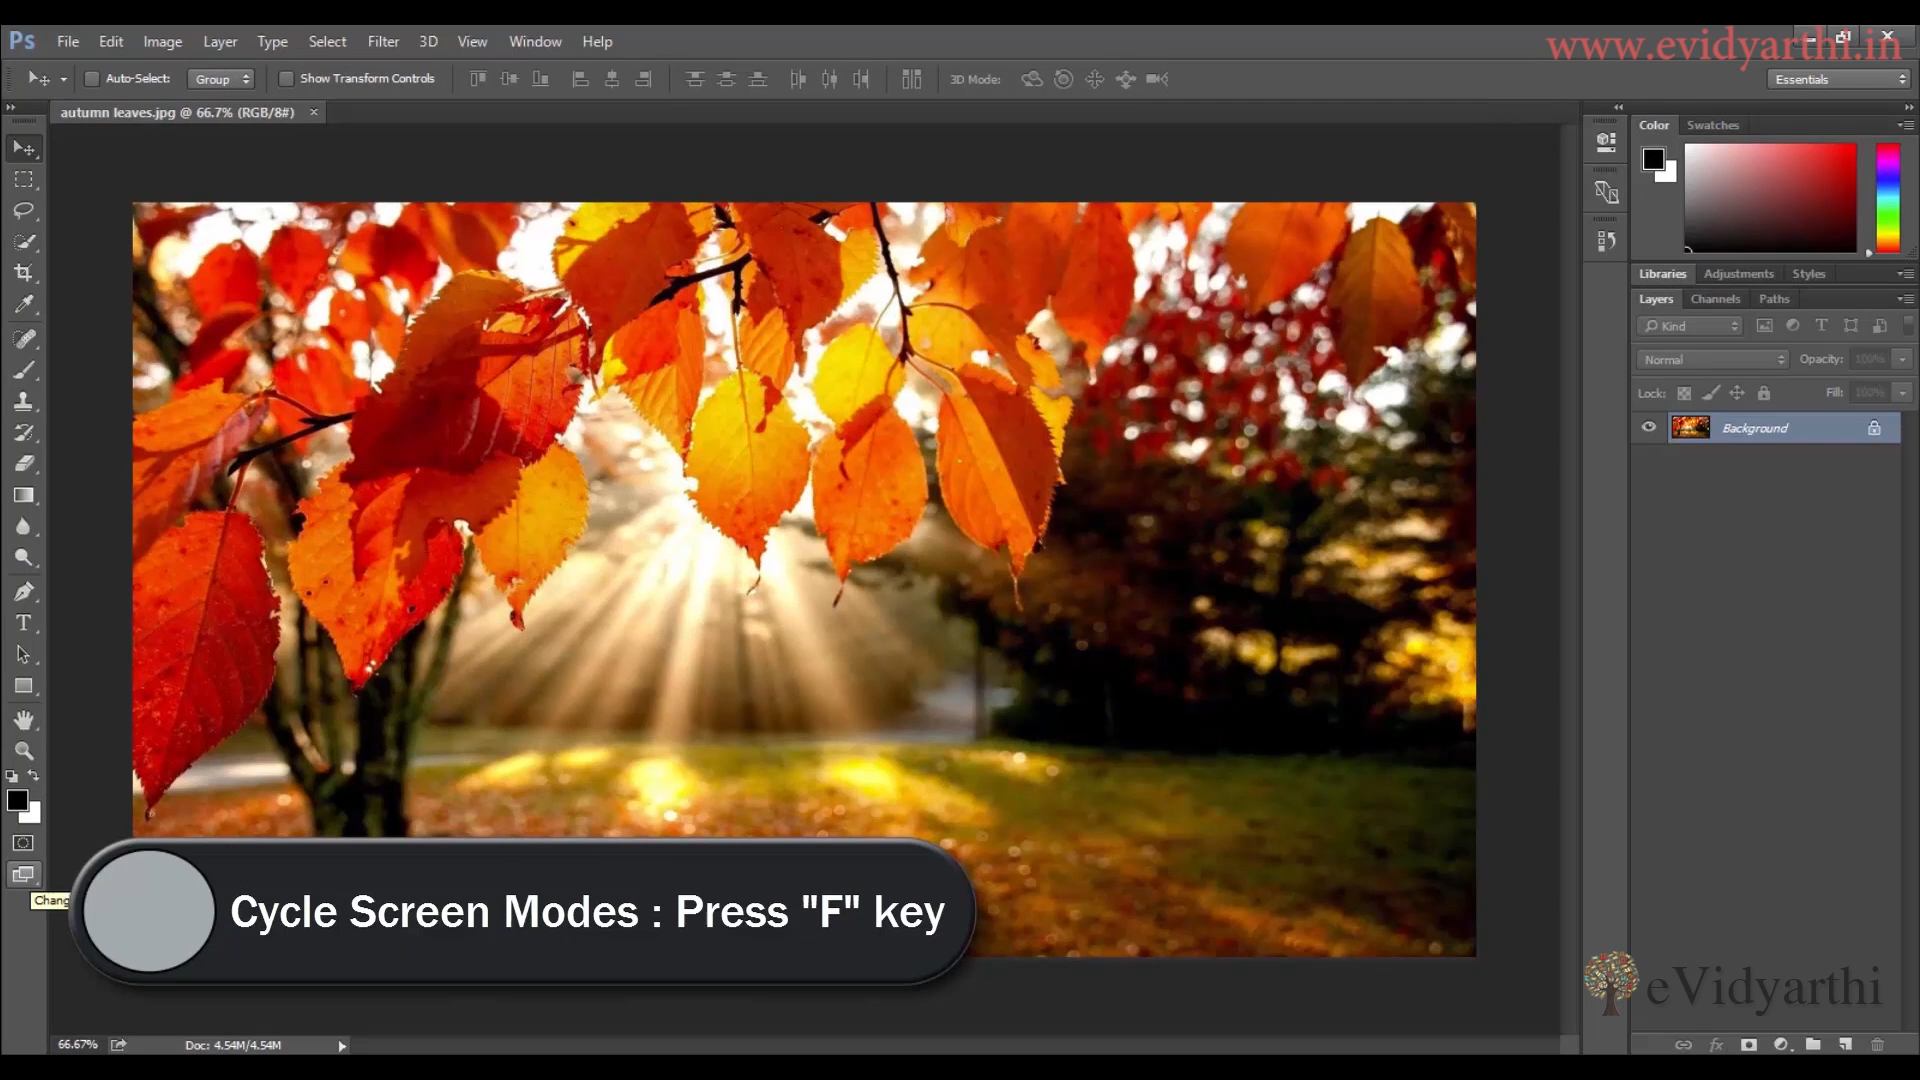 Ps File Edit Image Layer Type Select Filter 3D View Window Help
www.evidyarthi.in
Auto-Select: Group Show Transform Controls 3D Mode: Essentials
autumn leaves.jpg @ 66.7% (RGB/8#) ×
Color Swatches
Libraries Adjustments Styles
Layers Channels Paths
Kind
Normal Opacity: 100%
Lock: Fill: 100%
Background
T
Chang
Cycle Screen Modes : Press "F" key
eVidyarthi
66.67% Doc: 4.54M/4.54M
fx